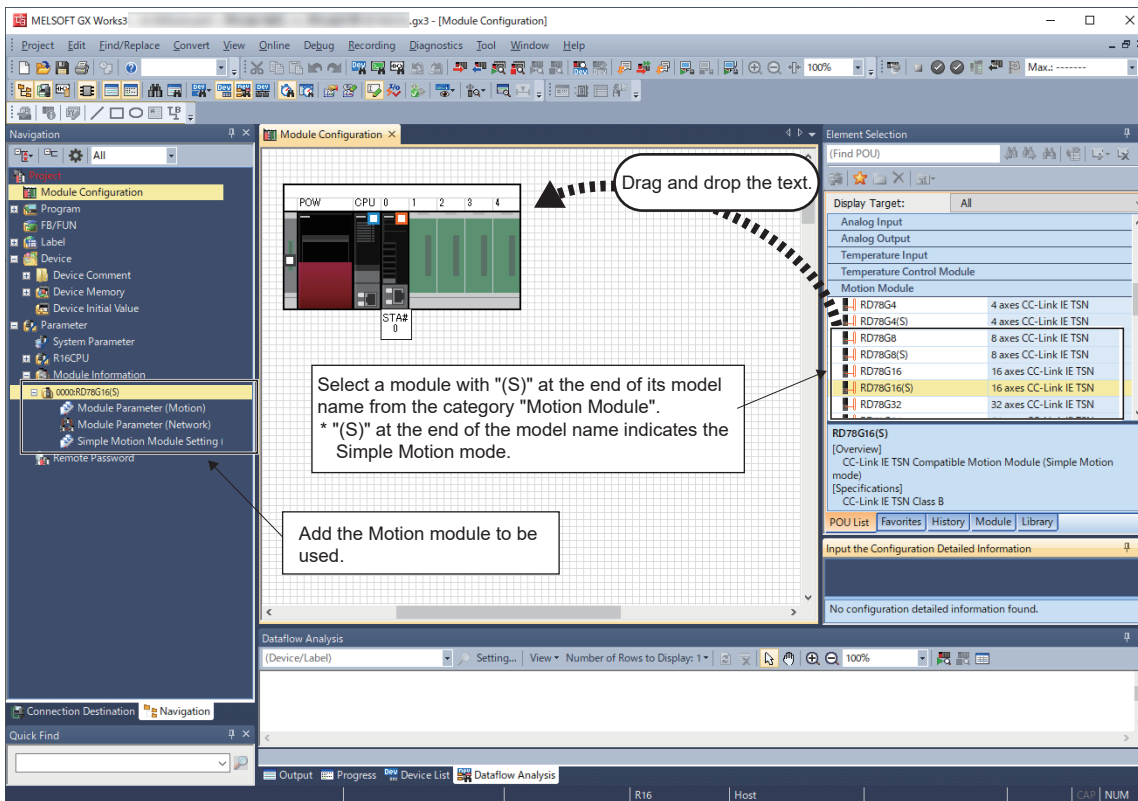 MELSOFT GX Works3
.gx3 - [Module Configuration]
Project Edit Find/Replace Convert View Online Debug Recording Diagnostics Tool Window Help
100%
Max.: -------
Navigation
All
Project
Module Configuration
Program
FB/FUN
Label
Device
Device Comment
Device Memory
Device Initial Value
Parameter
System Parameter
R16CPU
Module Information
0000:RD78G16(S)
Module Parameter (Motion)
Module Parameter (Network)
Simple Motion Module Setting (
Remote Password
Connection Destination Navigation
Quick Find
Module Configuration
POW CPU 0 1 2 3 4
STA#
0
Drag and drop the text.
Select a module with "(S)" at the end of its model
name from the category "Motion Module".
* "(S)" at the end of the model name indicates the
Simple Motion mode.
Add the Motion module to be
used.
Element Selection
(Find POU)
Display Target: All
Analog Input
Analog Output
Temperature Input
Temperature Control Module
Motion Module
RD78G4 4 axes CC-Link IE TSN
RD78G4(S) 4 axes CC-Link IE TSN
RD78G8 8 axes CC-Link IE TSN
RD78G8(S) 8 axes CC-Link IE TSN
RD78G16 16 axes CC-Link IE TSN
RD78G16(S) 16 axes CC-Link IE TSN
RD78G32 32 axes CC-Link IE TSN
RD78G16(S)
[Overview]
CC-Link IE TSN Compatible Motion Module (Simple Motion
mode)
[Specifications]
CC-Link IE TSN Class B
POU List Favorites History Module Library
Input the Configuration Detailed Information
No configuration detailed information found.
Dataflow Analysis
(Device/Label) Setting... View Number of Rows to Display: 1 100%
Output Progress Device List Dataflow Analysis
R16 Host CAP NUM